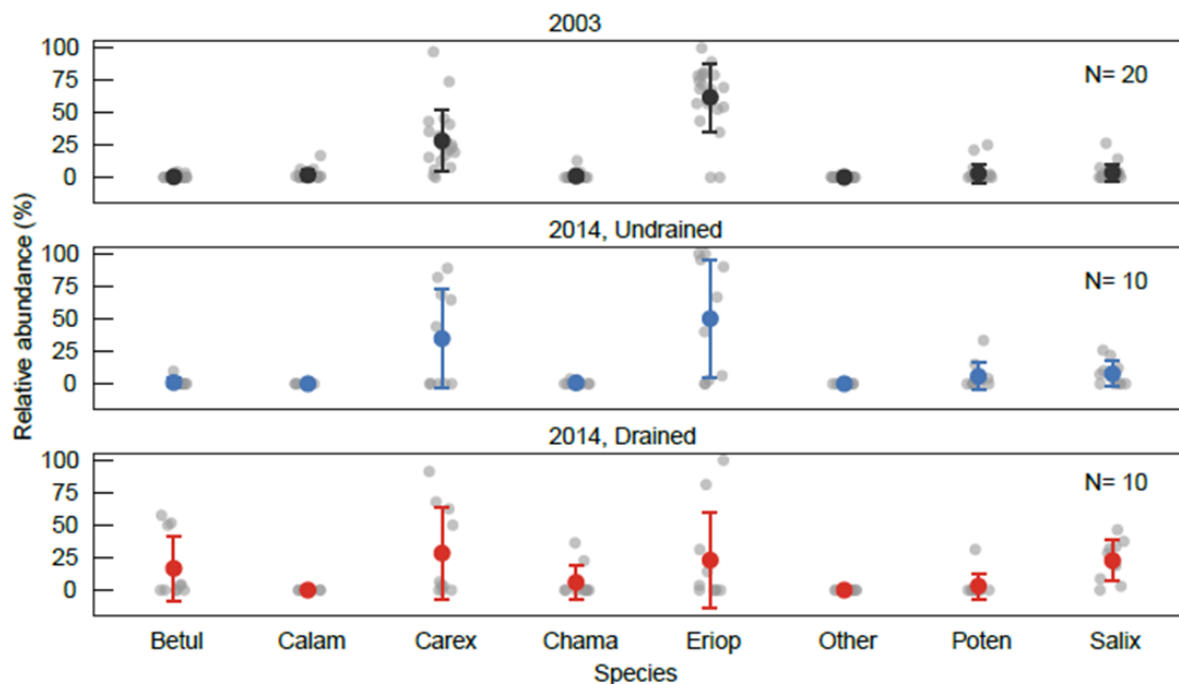 2003
100
75
50
25
0
N= 20
2014, Undrained
100
75
50
25
0
N= 10
2014, Drained
100
75
50
25
0
N= 10
Relative abundance (%)
Betul Calam Carex Chama Eriop Other Poten Salix
Species